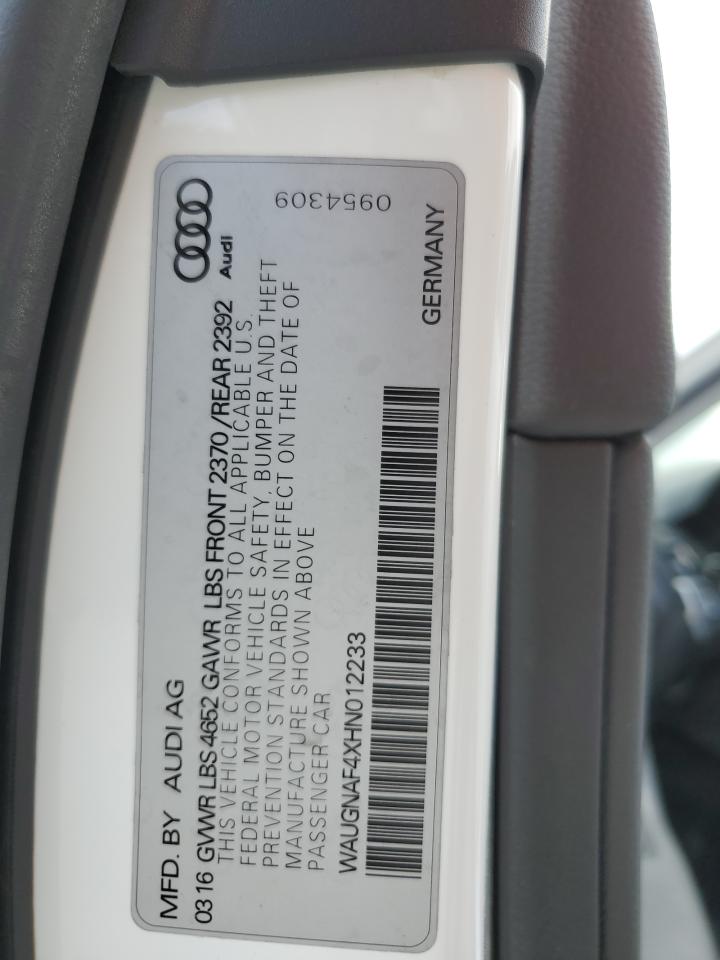 MFD. BY AUDI AG
Audi
03 16 GVWR LBS 4652 GAWR LBS FRONT 2370 /REAR 2392
THIS VEHICLE CONFORMS TO ALL APPLICABLE U.S.
FEDERAL MOTOR VEHICLE SAFETY, BUMPER AND THEFT
PREVENTION STANDARDS IN EFFECT ON THE DATE OF
MANUFACTURE SHOWN ABOVE
PASSENGER CAR
0954309
WAUGNAF4XHN012233
GERMANY